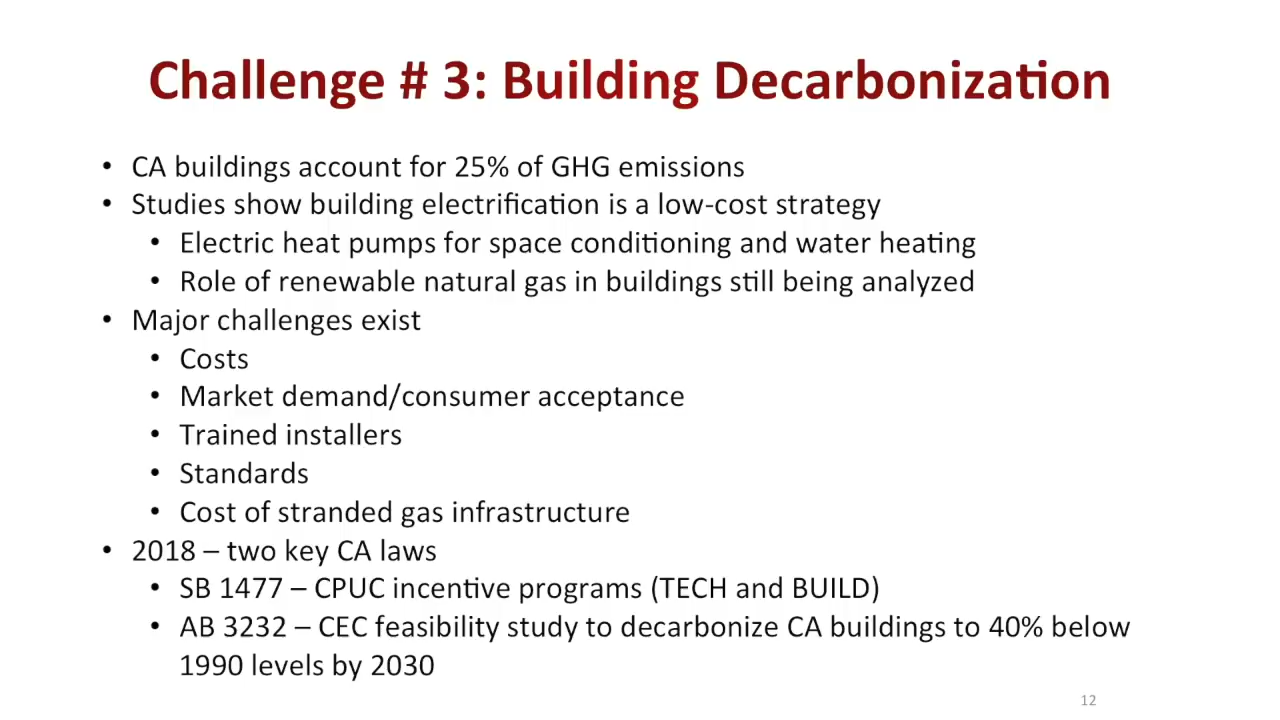 Challenge # 3: Building Decarbonization
• CA buildings account for 25% of GHG emissions
• Studies show building electrification is a low-cost strategy
• Electric heat pumps for space conditioning and water heating
• Role of renewable natural gas in buildings still being analyzed
• Major challenges exist
• Costs
• Market demand/consumer acceptance
• Trained installers
• Standards
• Cost of stranded gas infrastructure
• 2018 – two key CA laws
• SB 1477 – CPUC incentive programs (TECH and BUILD)
• AB 3232 – CEC feasibility study to decarbonize CA buildings to 40% below
1990 levels by 2030
12